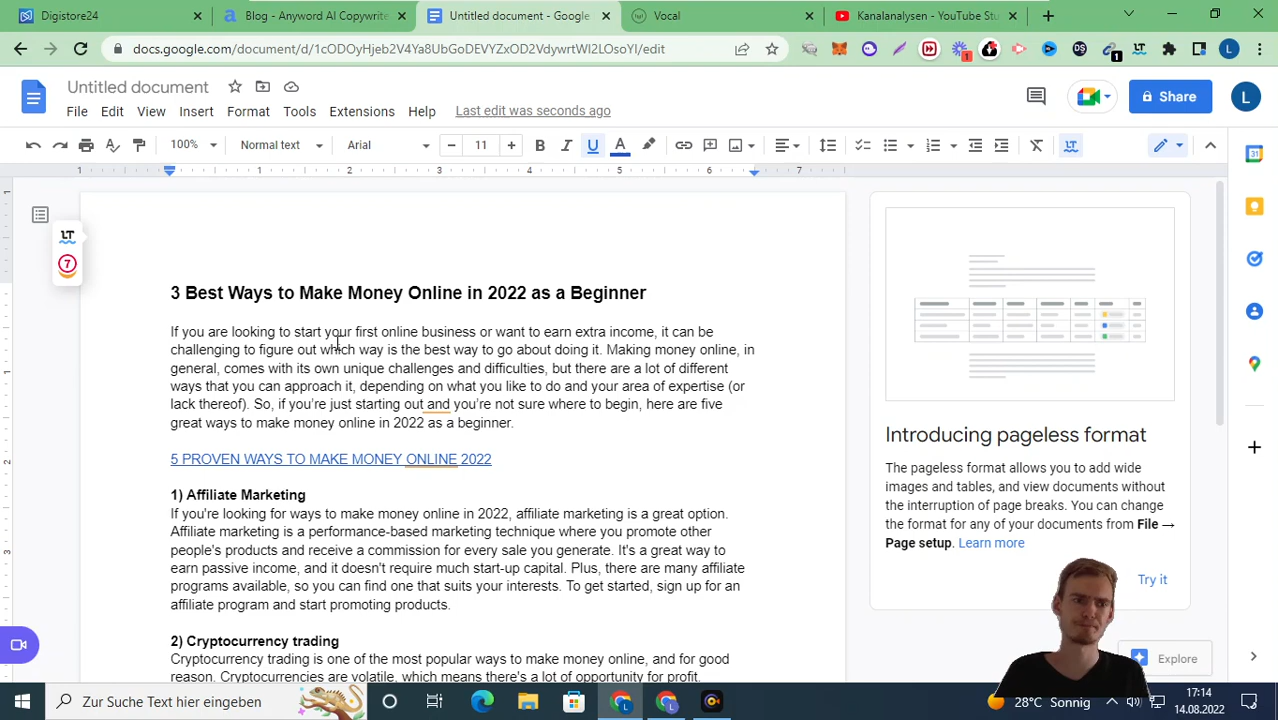 Digistore24
Blog - Anyword AI Copywrit
Untitled document - Google
Vocal
Kanalanalysen - YouTube Stu
docs.google.com/document/d/1cODOyHjeb2V4Ya8UbGoDEVYZxOD2VdywrtWI2LOsoYI/edit
1
1
L
Untitled document
File Edit View Insert Format Tools Extensions Help Last edit was seconds ago
Share
L
100% Normal text Arial 11
1 1 2 3 4 5 6 7
LT
7
3 Best Ways to Make Money Online in 2022 as a Beginner
If you are looking to start your first online business or want to earn extra income, it can be
challenging to figure out which way is the best way to go about doing it. Making money online, in
general, comes with its own unique challenges and difficulties, but there are a lot of different
ways that you can approach it, depending on what you like to do and your area of expertise (or
lack thereof). So, if you're just starting out and you're not sure where to begin, here are five
great ways to make money online in 2022 as a beginner.
5 PROVEN WAYS TO MAKE MONEY ONLINE 2022
1) Affiliate Marketing
If you're looking for ways to make money online in 2022, affiliate marketing is a great option.
Affiliate marketing is a performance-based marketing technique where you promote other
people's products and receive a commission for every sale you generate. It's a great way to
earn passive income, and it doesn't require much start-up capital. Plus, there are many affiliate
programs available, so you can find one that suits your interests. To get started, sign up for an
affiliate program and start promoting products.
2) Cryptocurrency trading
Cryptocurrency trading is one of the most popular ways to make money online, and for good
reason. Cryptocurrencies are volatile, which means there's a lot of opportunity for profit.
Introducing pageless format
The pageless format allows you to add wide
images and tables, and view documents without
the interruption of page breaks. You can change
the format for any of your documents from File →
Page setup. Learn more
Try it
Explore
31
Zur Suche Text hier eingeben
28°C Sonnig
17:14
14.08.2022